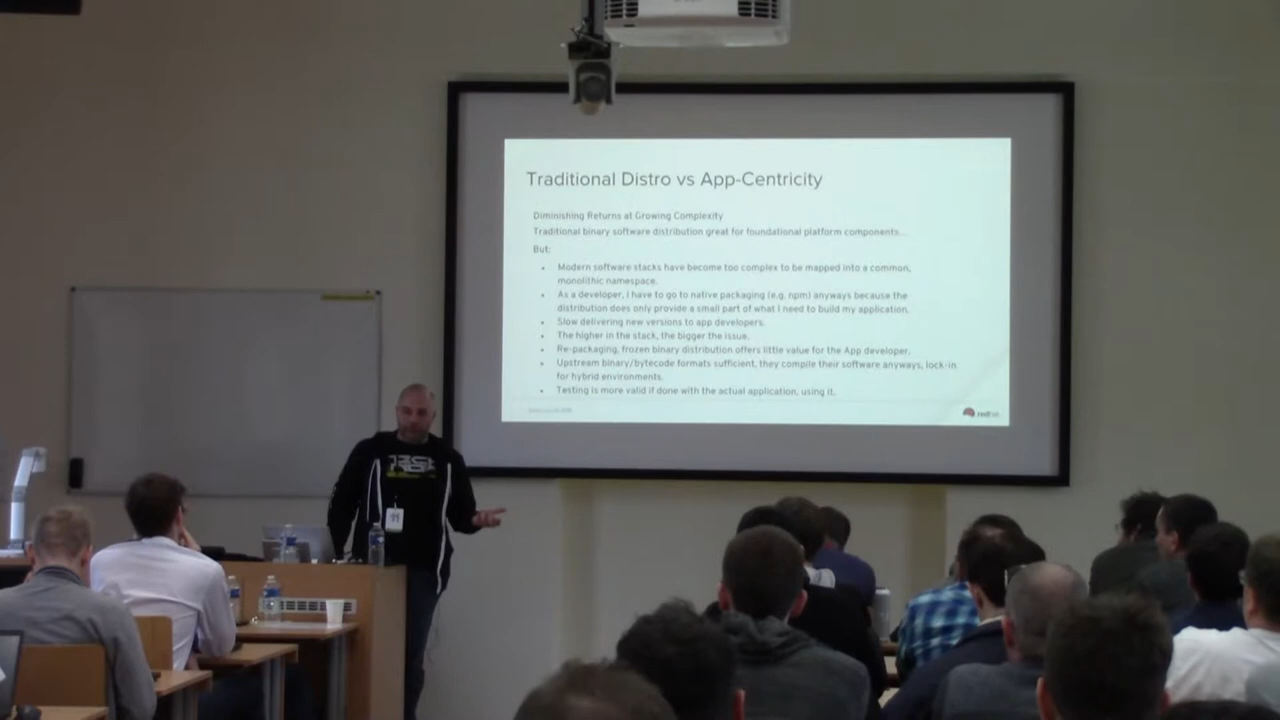 Traditional Distro vs App-Centricity
Diminishing Returns at Growing Complexity
Traditional binary software distribution great for foundational platform components...
But:
• Modern software stacks have become too complex to be mapped into a common,
monolithic namespace.
• As a developer, I have to go to native packaging (e.g. npm) anyways because the
distribution does only provide a small part of what I need to build my application.
• Slow delivering new versions to app developers.
• The higher in the stack, the bigger the issue.
• Re-packaging, frozen binary distribution offers little value for the App developer.
• Upstream binary/bytecode formats sufficient, they compile their software anyways, lock-in
for hybrid environments.
• Testing is more valid if done with the actual application, using it.
redhat